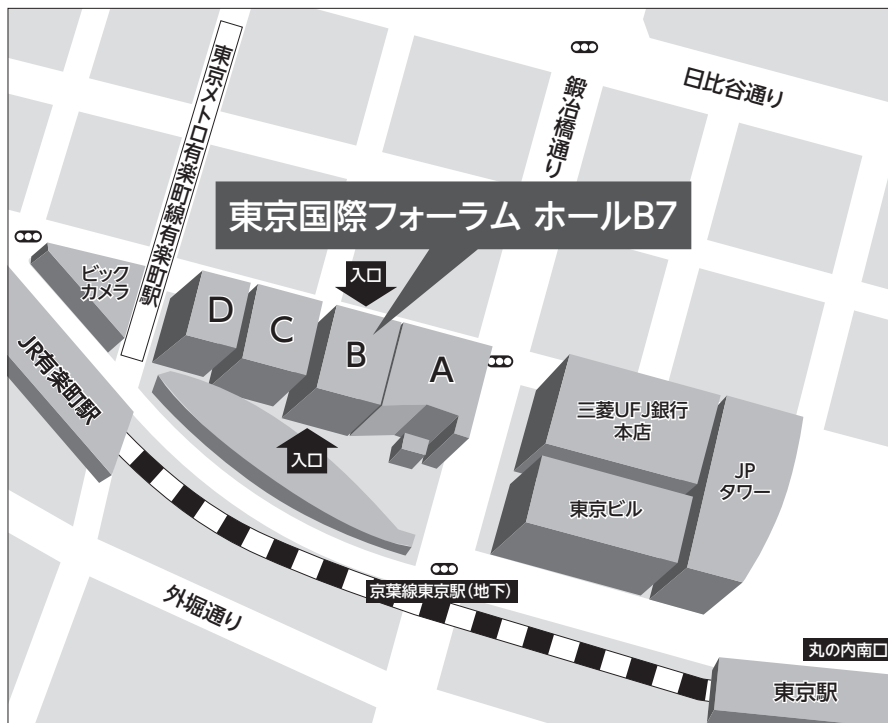 日比谷通り
鍛冶橋通り
東京メトロ有楽町線有楽町駅
東京国際フォーラム ホールB7
ビック
カメラ
入口
D
C
B
A
JR有楽町駅
三菱UFJ銀行
本店
JP
タワー
入口
東京ビル
京葉線東京駅(地下)
外堀通り
丸の内南口
東京駅